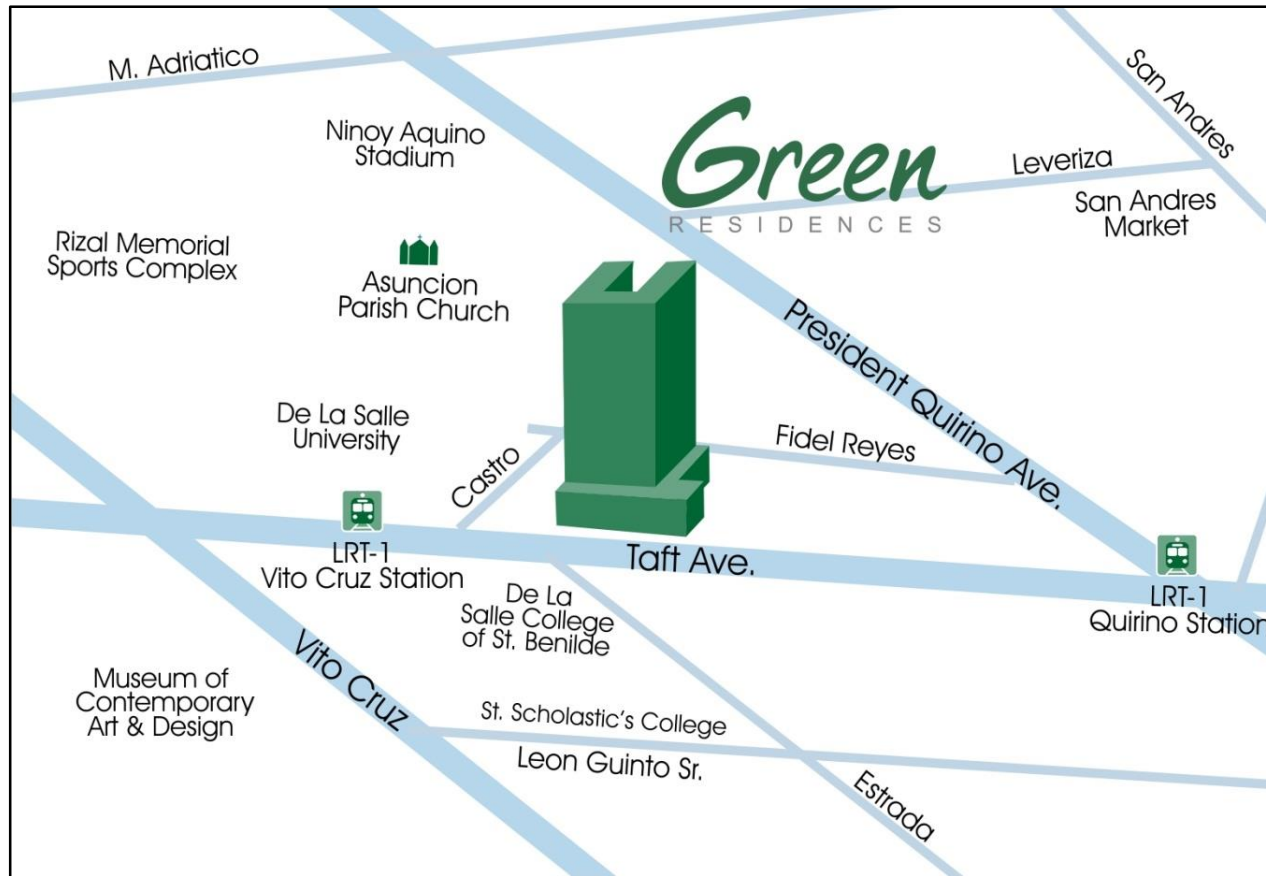 M. Adriatico
San Andres
Ninoy Aquino
Stadium
Green
RESIDENCES
Leveriza
San Andres
Market
Rizal Memorial
Sports Complex
Asuncion
Parish Church
President Quirino Ave.
De La Salle
University
Castro
Fidel Reyes
LRT-1
Vito Cruz Station
Taft Ave.
LRT-1
Quirino Station
De La
Salle College
of St. Benilde
Vito Cruz
Museum of
Contemporary
Art & Design
St. Scholastic's College
Leon Guinto Sr.
Estrada